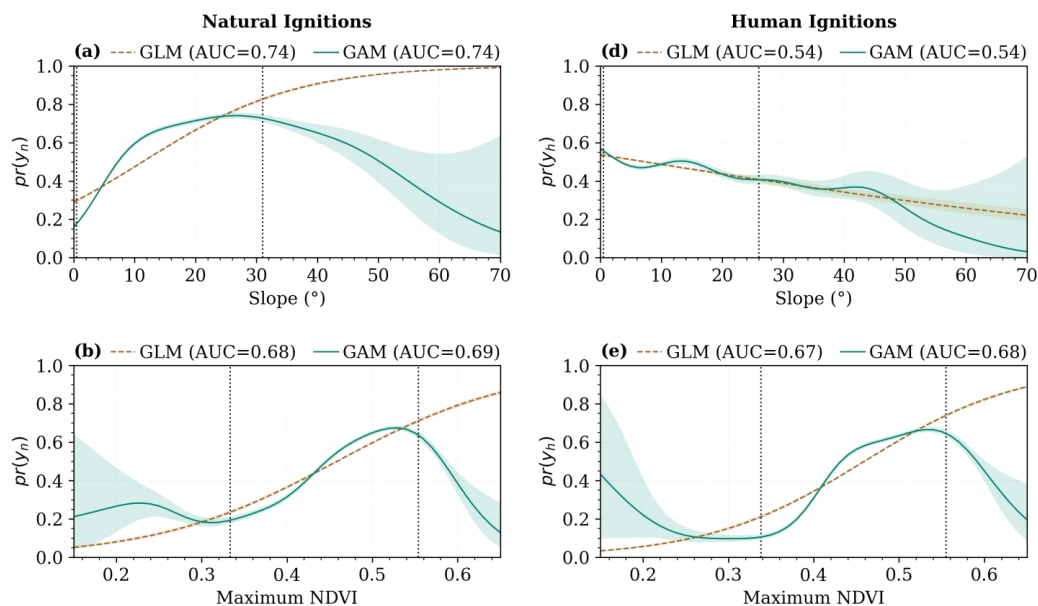 Natural Ignitions
(a) GLM (AUC=0.74) GAM (AUC=0.74)
1.0
0.8
0.6
0.4
0.2
0.0
pr(yₕ)
0 10 20 30 40 50 60 70
Slope (°)
Human Ignitions
(d) GLM (AUC=0.54) GAM (AUC=0.54)
1.0
0.8
0.6
0.4
0.2
0.0
pr(yₕ)
0 10 20 30 40 50 60 70
Slope (°)
(b) GLM (AUC=0.68) GAM (AUC=0.69)
1.0
0.8
0.6
0.4
0.2
0.0
pr(yₙ)
0.2 0.3 0.4 0.5 0.6
Maximum NDVI
(e) GLM (AUC=0.67) GAM (AUC=0.68)
1.0
0.8
0.6
0.4
0.2
0.0
pr(yₕ)
0.2 0.3 0.4 0.5 0.6
Maximum NDVI